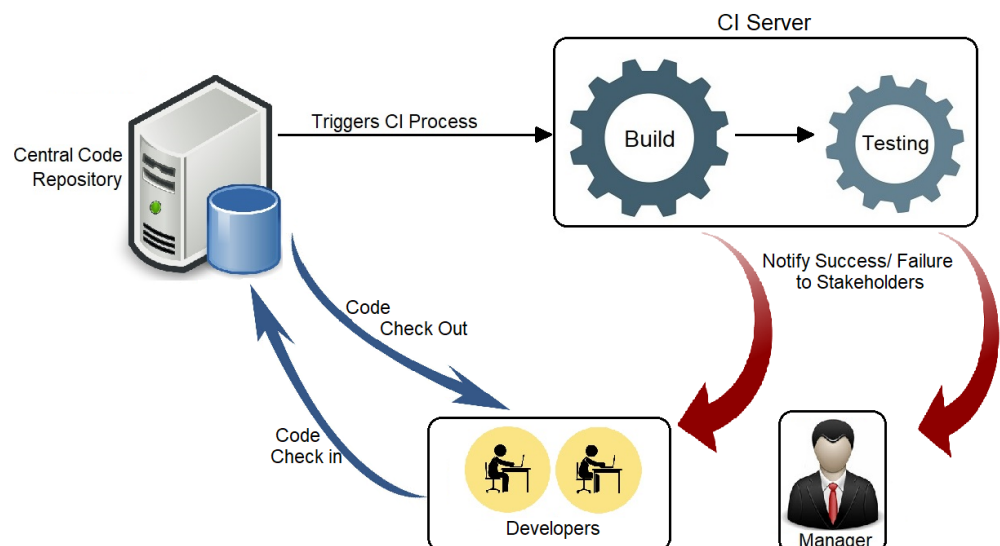 CI Server
Triggers CI Process
Build
Testing
Central Code
Repository
Notify Success/ Failure
to Stakeholders
Code
Check Out
Code
Check in
Developers
Manager